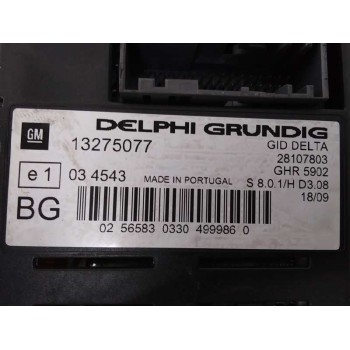 DELPHI GRUNDIG
GM
13275077
GID DELTA
28107803
GHR 5902
e1
03 4543
MADE IN PORTUGAL
S 8.0.1/H D3.08
18/09
BG
02 56583 0330 499986 0